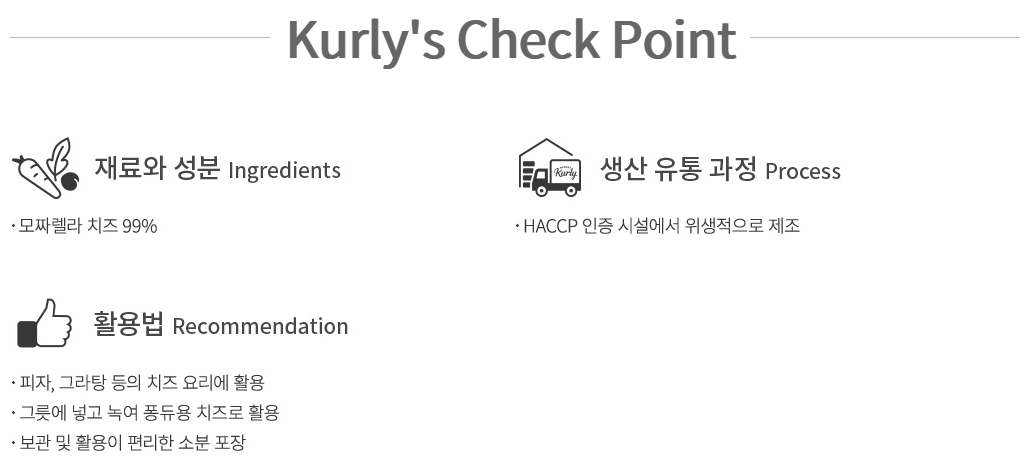 Kurly's Check Point
재료와 성분 Ingredients
· 모짜렐라 치즈 99%
Kurly
생산 유통 과정 Process
· HACCP 인증 시설에서 위생적으로 제조
활용법 Recommendation
· 피자, 그라탕 등의 치즈 요리에 활용
· 그릇에 넣고 녹여 퐁듀용 치즈로 활용
· 보관 및 활용이 편리한 소분 포장